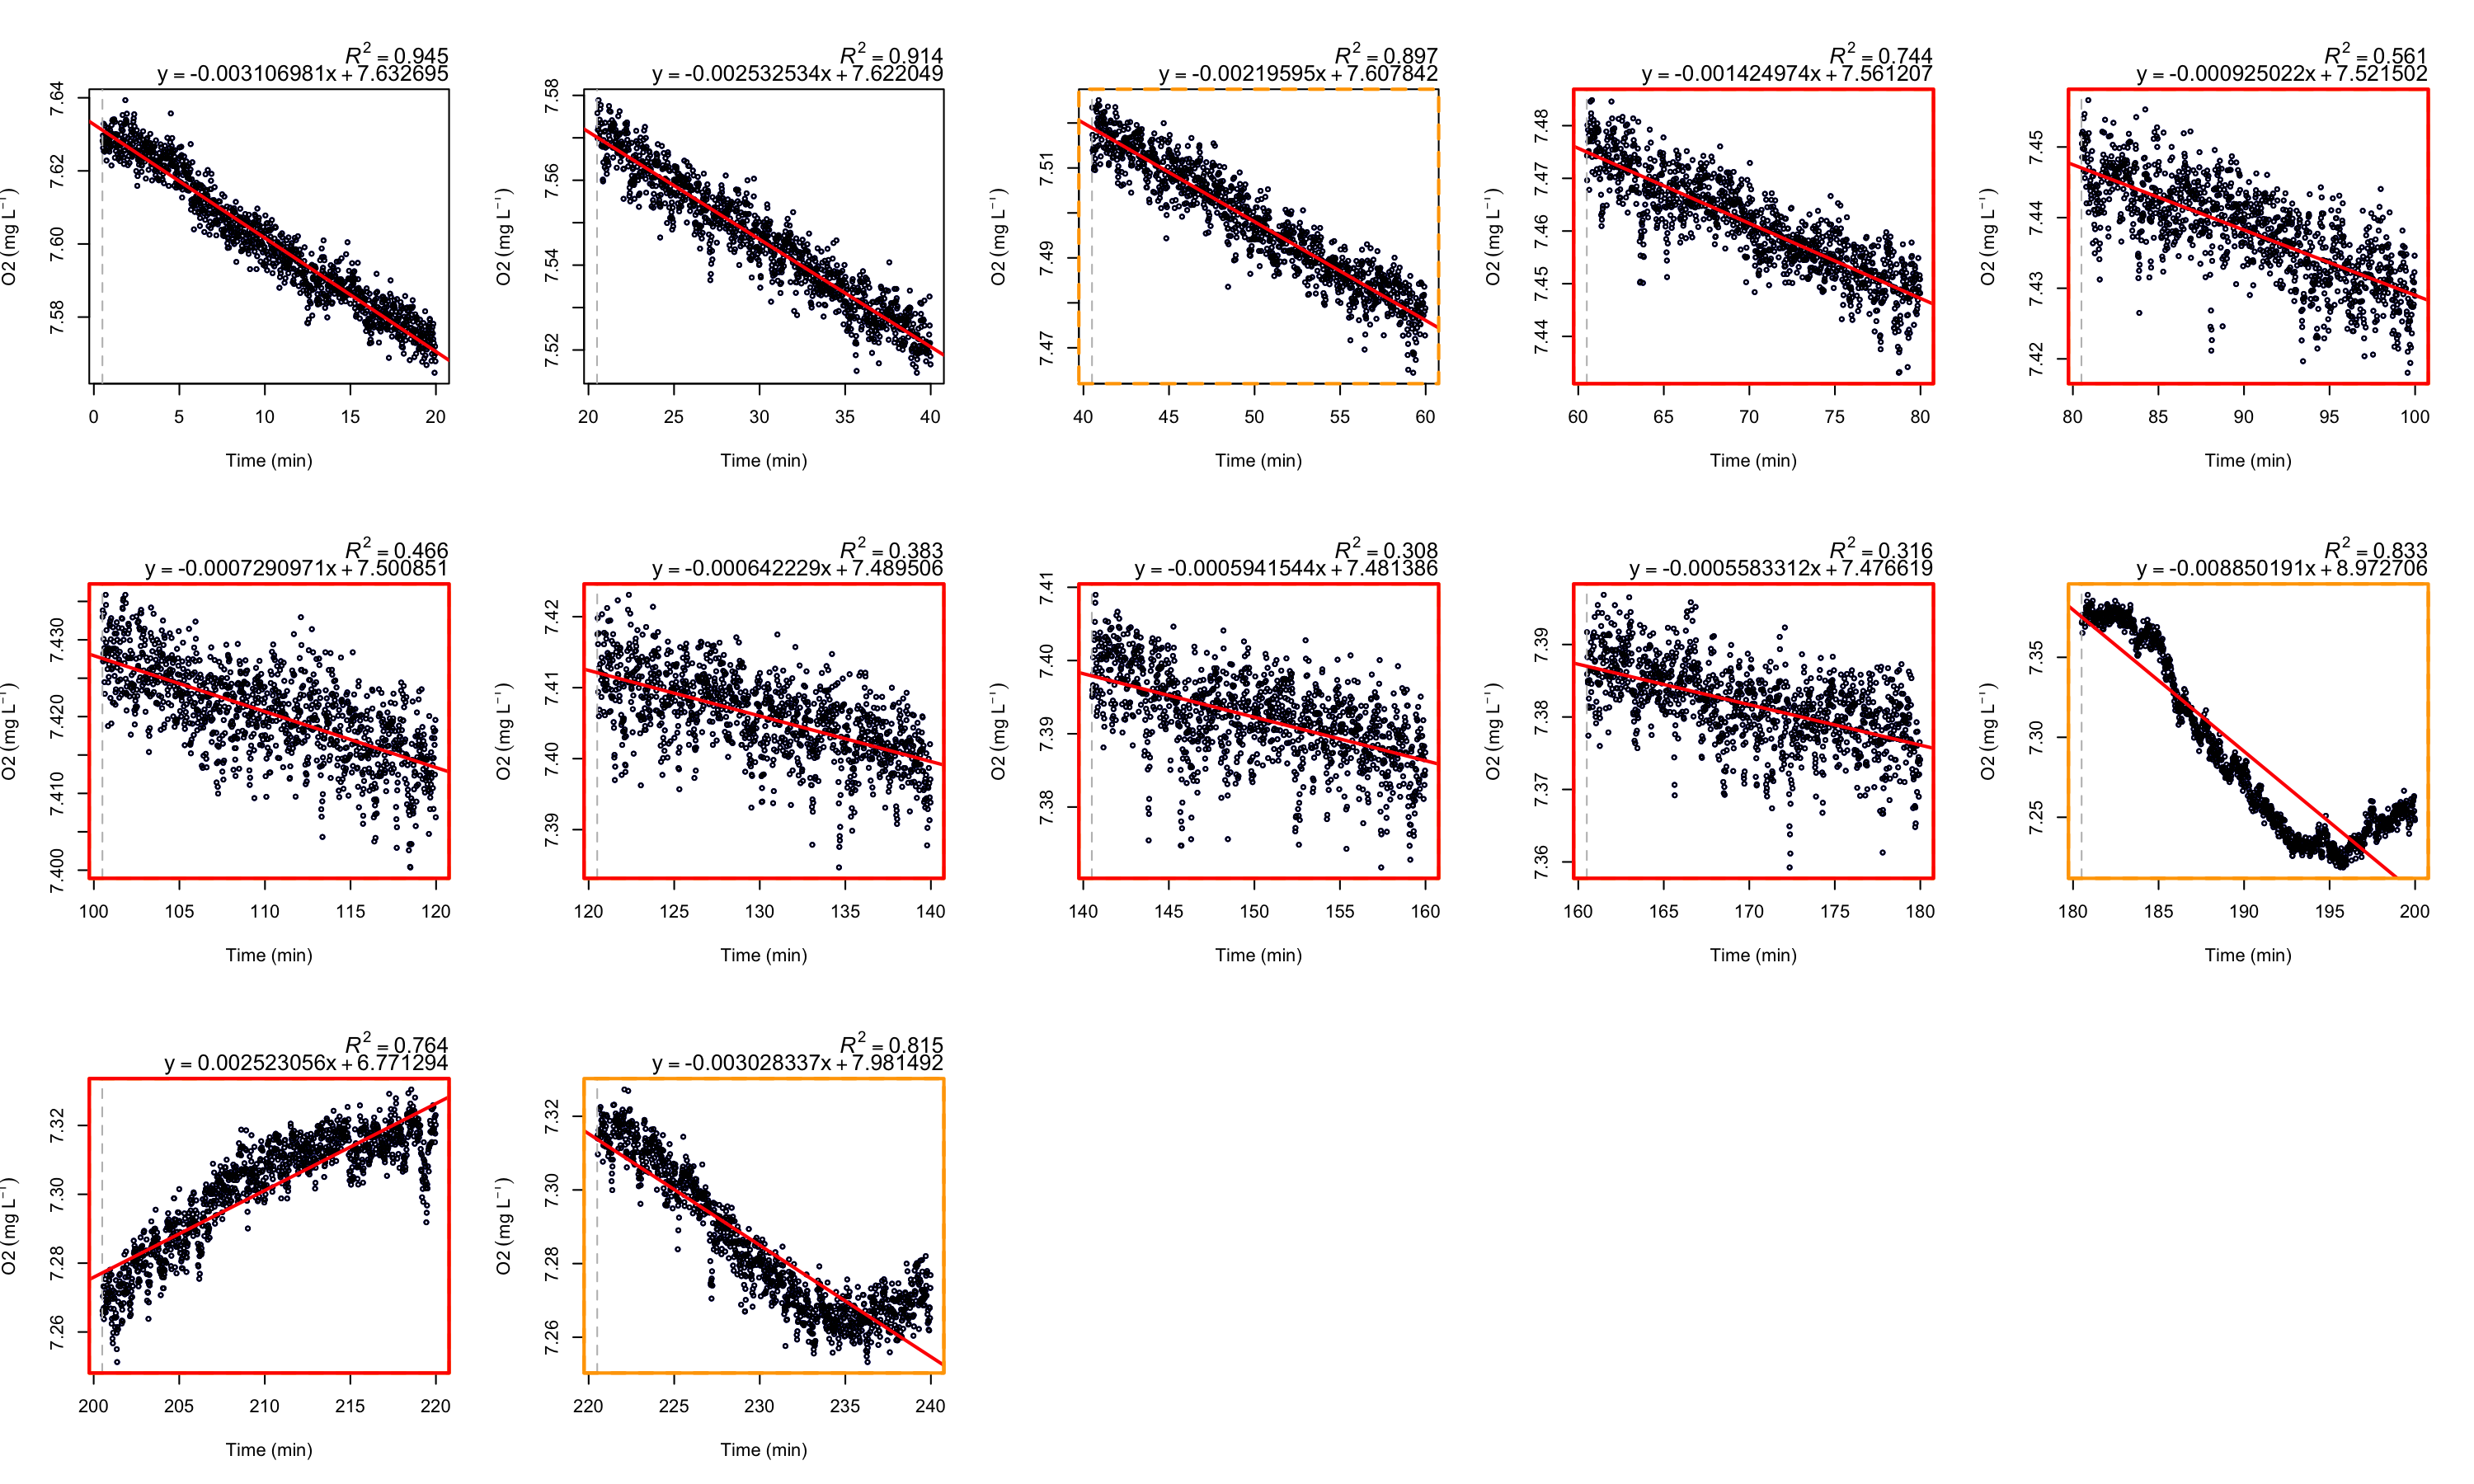 R² = 0.945
y = -0.003106981x + 7.632695
O2 (mg L⁻¹)
7.64
7.62
7.60
7.58
0 5 10 15 20
Time (min)
R² = 0.914
y = -0.002532534x + 7.622049
O2 (mg L⁻¹)
7.58
7.56
7.54
7.52
20 25 30 35 40
Time (min)
R² = 0.897
y = -0.00219595x + 7.607842
O2 (mg L⁻¹)
7.51
7.49
7.47
40 45 50 55 60
Time (min)
R² = 0.744
y = -0.001424974x + 7.561207
O2 (mg L⁻¹)
7.48
7.47
7.46
7.45
7.44
60 65 70 75 80
Time (min)
R² = 0.561
y = -0.000925022x + 7.521502
O2 (mg L⁻¹)
7.45
7.44
7.43
7.42
80 85 90 95 100
Time (min)
R² = 0.466
y = -0.0007290971x + 7.500851
O2 (mg L⁻¹)
7.430
7.420
7.410
7.400
100 105 110 115 120
Time (min)
R² = 0.383
y = -0.000642229x + 7.489506
O2 (mg L⁻¹)
7.42
7.41
7.40
7.39
120 125 130 135 140
Time (min)
R² = 0.308
y = -0.0005941544x + 7.481386
O2 (mg L⁻¹)
7.41
7.40
7.39
7.38
140 145 150 155 160
Time (min)
R² = 0.316
y = -0.0005583312x + 7.476619
O2 (mg L⁻¹)
7.39
7.38
7.37
7.36
160 165 170 175 180
Time (min)
R² = 0.833
y = -0.008850191x + 8.972706
O2 (mg L⁻¹)
7.35
7.30
7.25
180 185 190 195 200
Time (min)
R² = 0.764
y = 0.002523056x + 6.771294
O2 (mg L⁻¹)
7.32
7.30
7.28
7.26
200 205 210 215 220
Time (min)
R² = 0.815
y = -0.003028337x + 7.981492
O2 (mg L⁻¹)
7.32
7.30
7.28
7.26
220 225 230 235 240
Time (min)